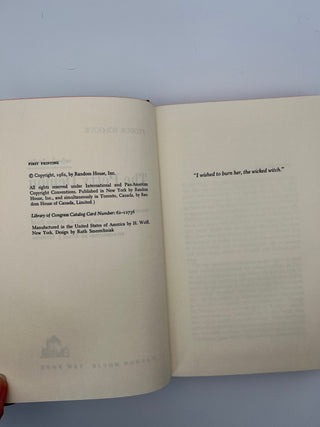 FIRST PRINTING
© Copyright, 1962, by Random House, Inc.
All rights reserved under International and Pan-American
Copyright Conventions. Published in New York by Random
House, Inc., and simultaneously in Toronto, Canada, by Ran-
dom House of Canada, Limited.)
Library of Congress Catalog Card Number: 62-12736
Manufactured in the United States of America by H. Wolff,
New York. Design by Ruth Smerechniak
"I wished to burn her, the wicked witch."